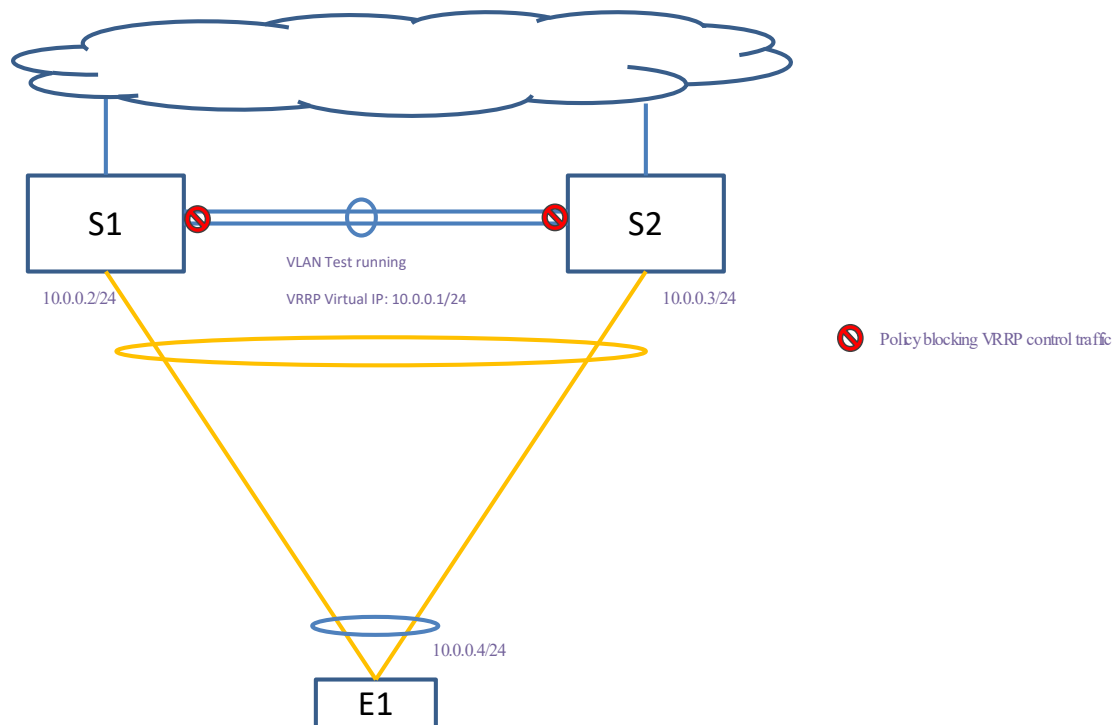 S1
S2
VLAN Test running
VRRP Virtual IP: 10.0.0.1/24
10.0.0.2/24
10.0.0.3/24
Policy blocking VRRP control traffic
10.0.0.4/24
E1